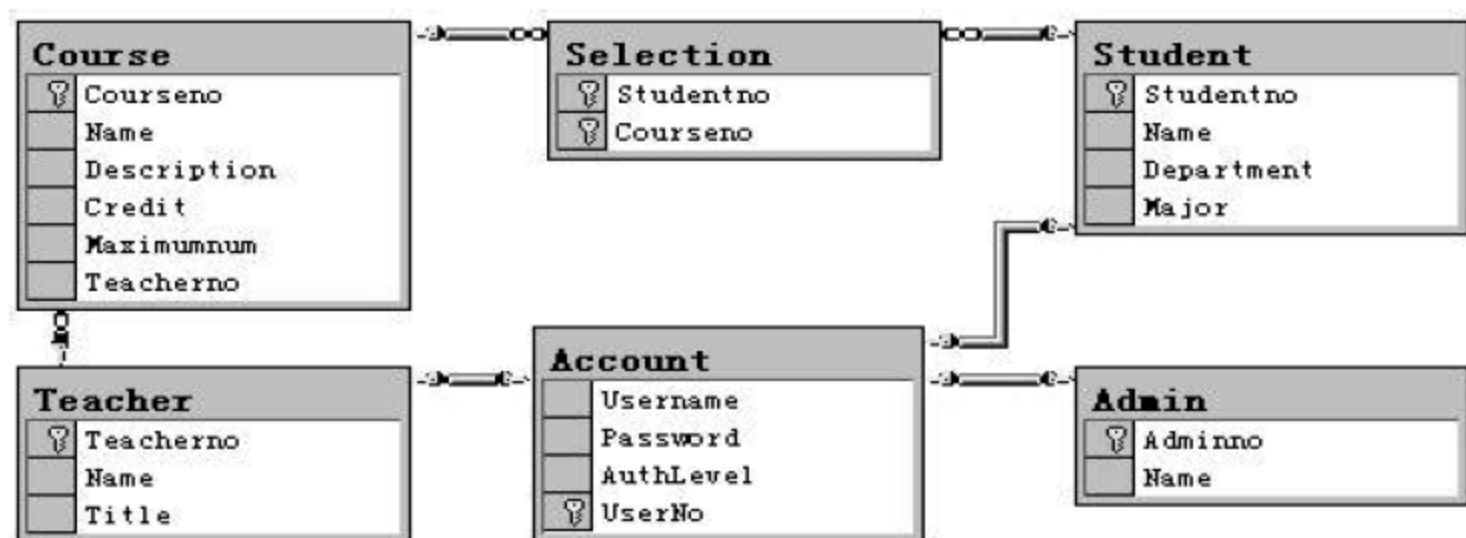 Course
Courseno
Name
Description
Credit
Maximumnum
Teacherno
Selection
Studentno
Courseno
Student
Studentno
Name
Department
Major
Teacher
Teacherno
Name
Title
Account
Username
Password
AuthLevel
UserNo
Admin
Adminno
Name